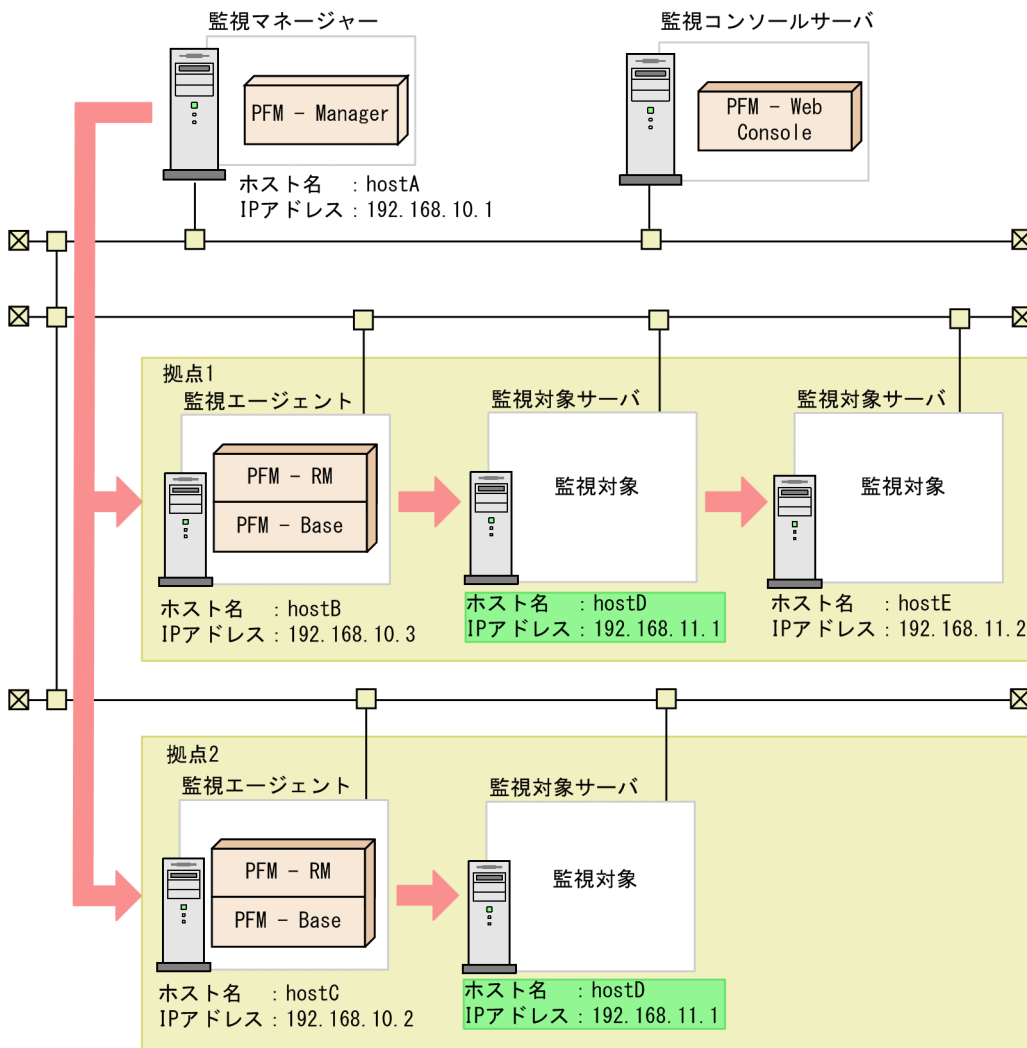 監視マネージャー
監視コンソールサーバ
PFM - Manager
PFM - Web
Console
ホスト名 :hostA
IPアドレス:192.168.10.1
拠点1
監視エージェント
監視対象サーバ
監視対象サーバ
PFM - RM
PFM - Base
監視対象
監視対象
ホスト名 :hostB
IPアドレス:192.168.10.3
ホスト名 :hostD
IPアドレス:192.168.11.1
ホスト名 :hostE
IPアドレス:192.168.11.2
拠点2
監視エージェント
監視対象サーバ
PFM - RM
PFM - Base
監視対象
ホスト名 :hostC
IPアドレス:192.168.10.2
ホスト名 :hostD
IPアドレス:192.168.11.1